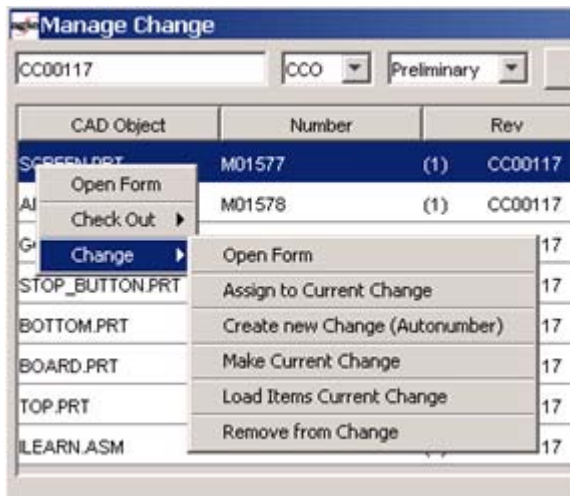 Manage Change
CC00117 CCO Preliminary
CAD Object Number Rev
SCREEN.PRT M01577 (1) CC00117
Open Form
M01578 (1) CC00117
Check Out
Change Open Form 17
STOP_BUTTON.PRT Assign to Current Change 17
BOTTOM.PRT Create new Change (Autonumber) 17
BOARD.PRT Make Current Change 17
TOP.PRT Load Items Current Change 17
ILEARN.ASM Remove from Change 17